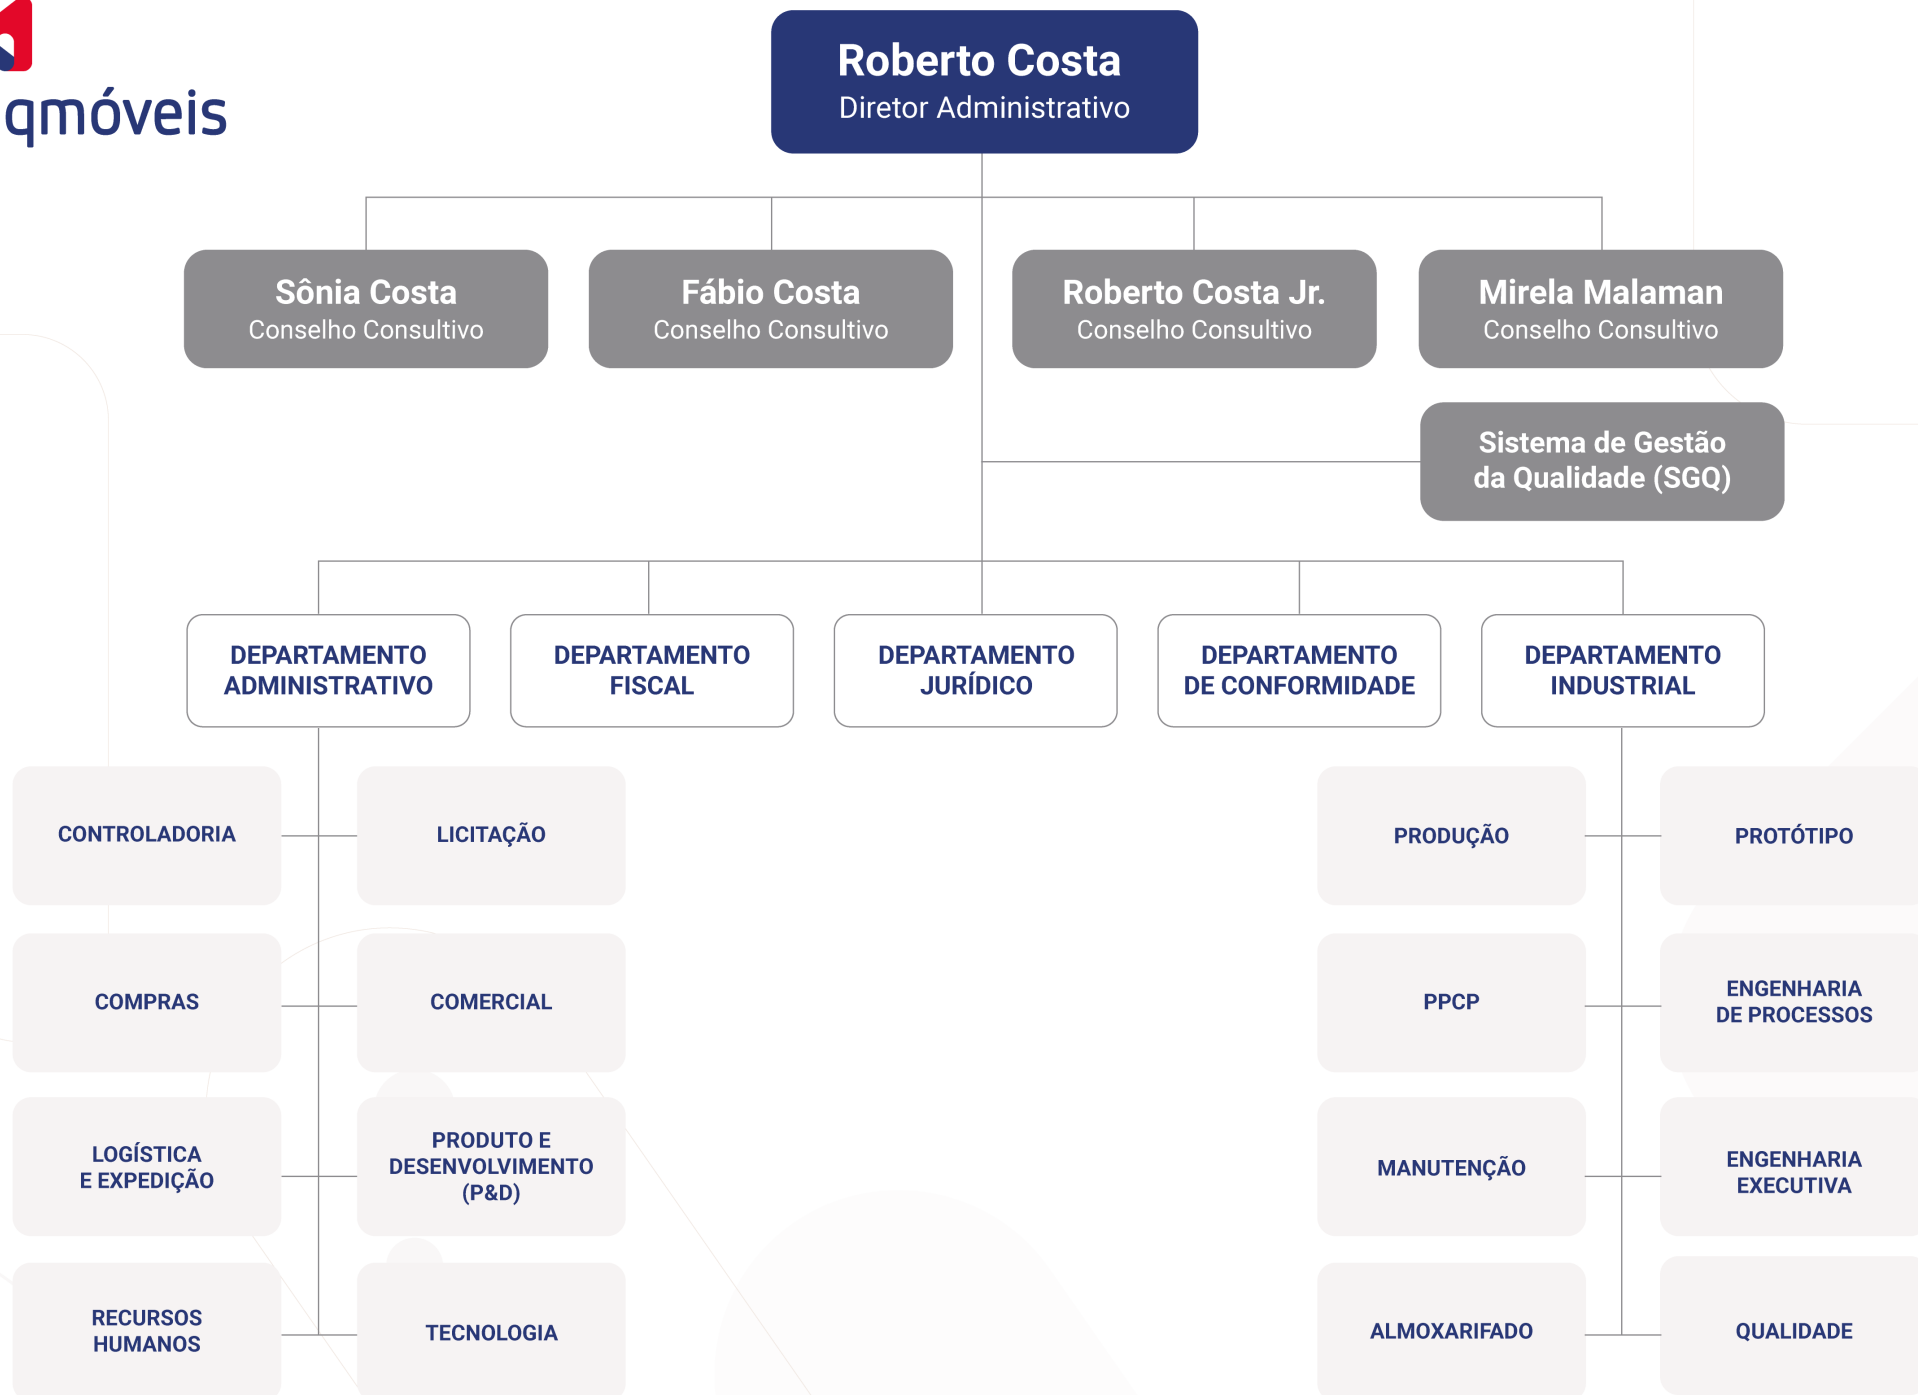 qmóveis
Roberto Costa
Diretor Administrativo
Sônia Costa
Conselho Consultivo
Fábio Costa
Conselho Consultivo
Roberto Costa Jr.
Conselho Consultivo
Mirela Malaman
Conselho Consultivo
Sistema de Gestão
da Qualidade (SGQ)
DEPARTAMENTO
ADMINISTRATIVO
DEPARTAMENTO
FISCAL
DEPARTAMENTO
JURÍDICO
DEPARTAMENTO
DE CONFORMIDADE
DEPARTAMENTO
INDUSTRIAL
CONTROLADORIA
LICITAÇÃO
PRODUÇÃO
PROTÓTIPO
COMPRAS
COMERCIAL
PPCP
ENGENHARIA
DE PROCESSOS
LOGÍSTICA
E EXPEDIÇÃO
PRODUTO E
DESENVOLVIMENTO
(P&D)
MANUTENÇÃO
ENGENHARIA
EXECUTIVA
RECURSOS
HUMANOS
TECNOLOGIA
ALMOXARIFADO
QUALIDADE